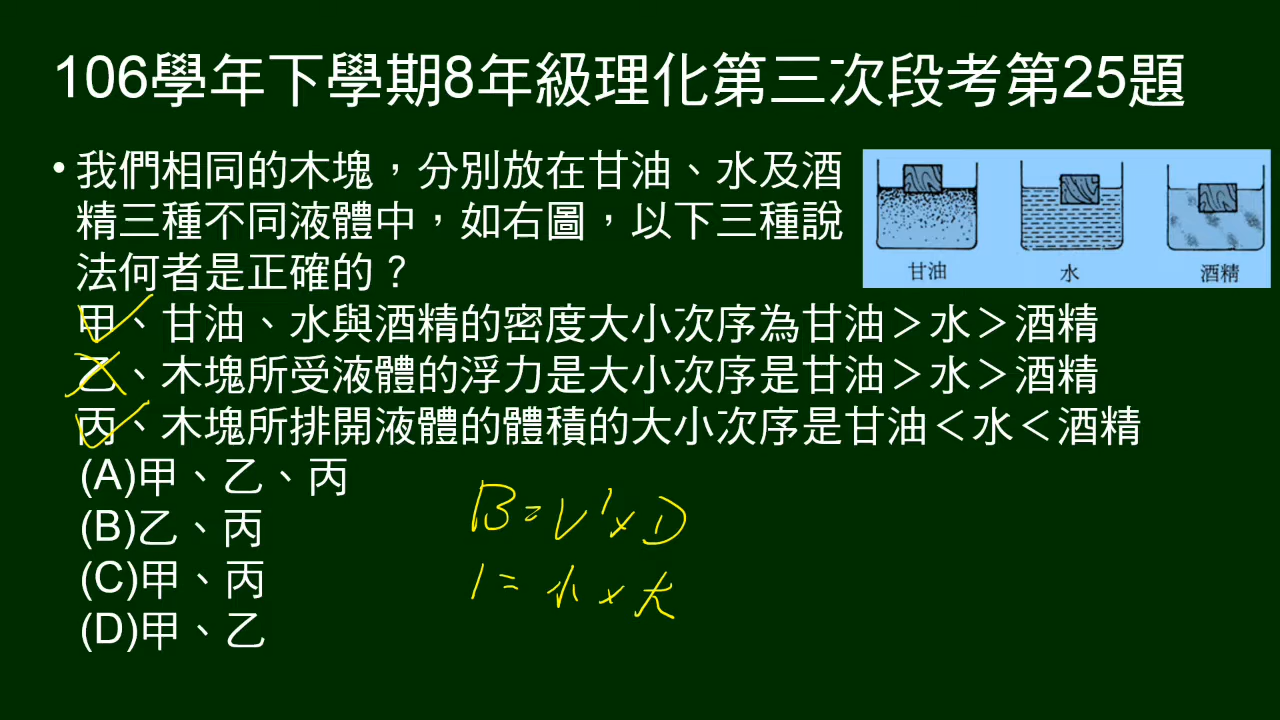 106學年下學期8年級理化第三次段考第25題
• 我們相同的木塊，分別放在甘油、水及酒
精三種不同液體中，如右圖，以下三種說
法何者是正確的？
甲、甘油、水與酒精的密度大小次序為甘油＞水＞酒精
乙、木塊所受液體的浮力是大小次序是甘油＞水＞酒精
丙、木塊所排開液體的體積的大小次序是甘油＜水＜酒精
(A)甲、乙、丙
(B)乙、丙
(C)甲、丙
(D)甲、乙
甘油
水
酒精
B = V' × D
1 = 小 × 大